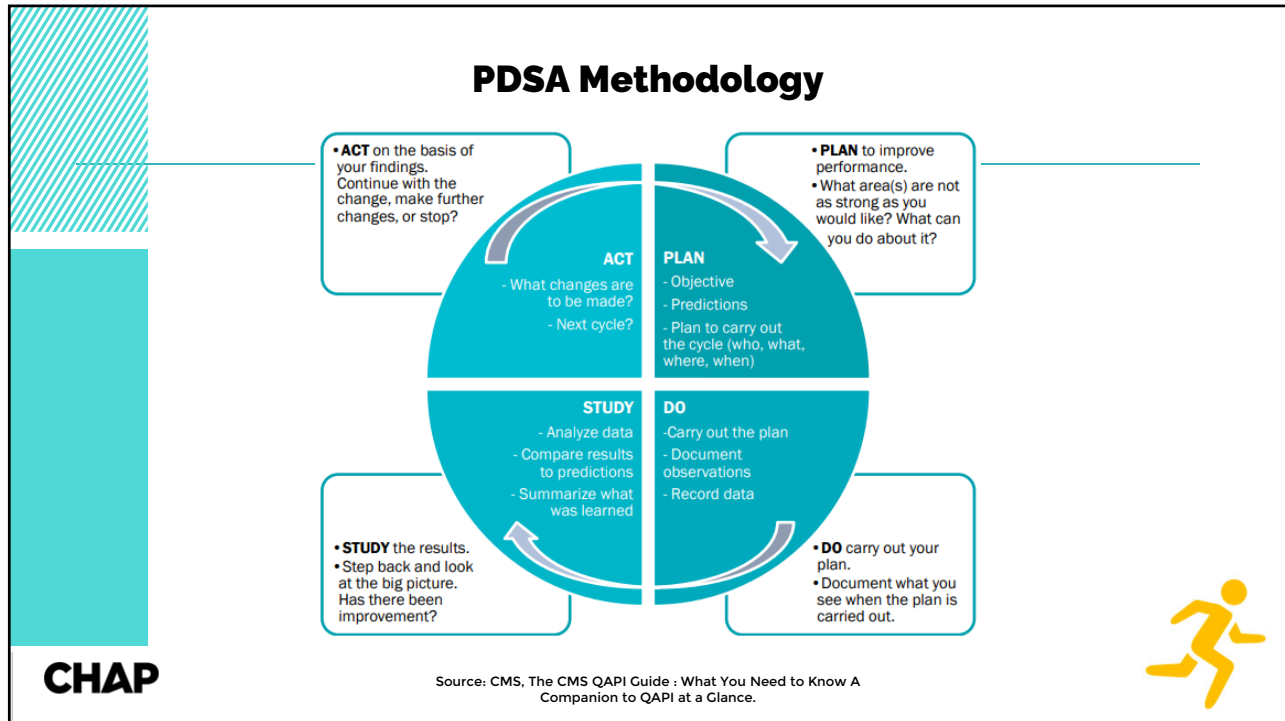 PDSA Methodology
•ACT on the basis of
your findings.
Continue with the
change, make further
changes, or stop?
•PLAN to improve
performance.
•What area(s) are not
as strong as you
would like? What can
you do about it?
ACT
- What changes are
to be made?
- Next cycle?
PLAN
- Objective
- Predictions
- Plan to carry out
the cycle (who, what,
where, when)
STUDY
- Analyze data
- Compare results
to predictions
- Summarize what
was learned
DO
-Carry out the plan
- Document
observations
- Record data
•STUDY the results.
•Step back and look
at the big picture.
Has there been
improvement?
•DO carry out your
plan.
•Document what you
see when the plan is
carried out.
CHAP
Source: CMS, The CMS QAPI Guide : What You Need to Know A
Companion to QAPI at a Glance.